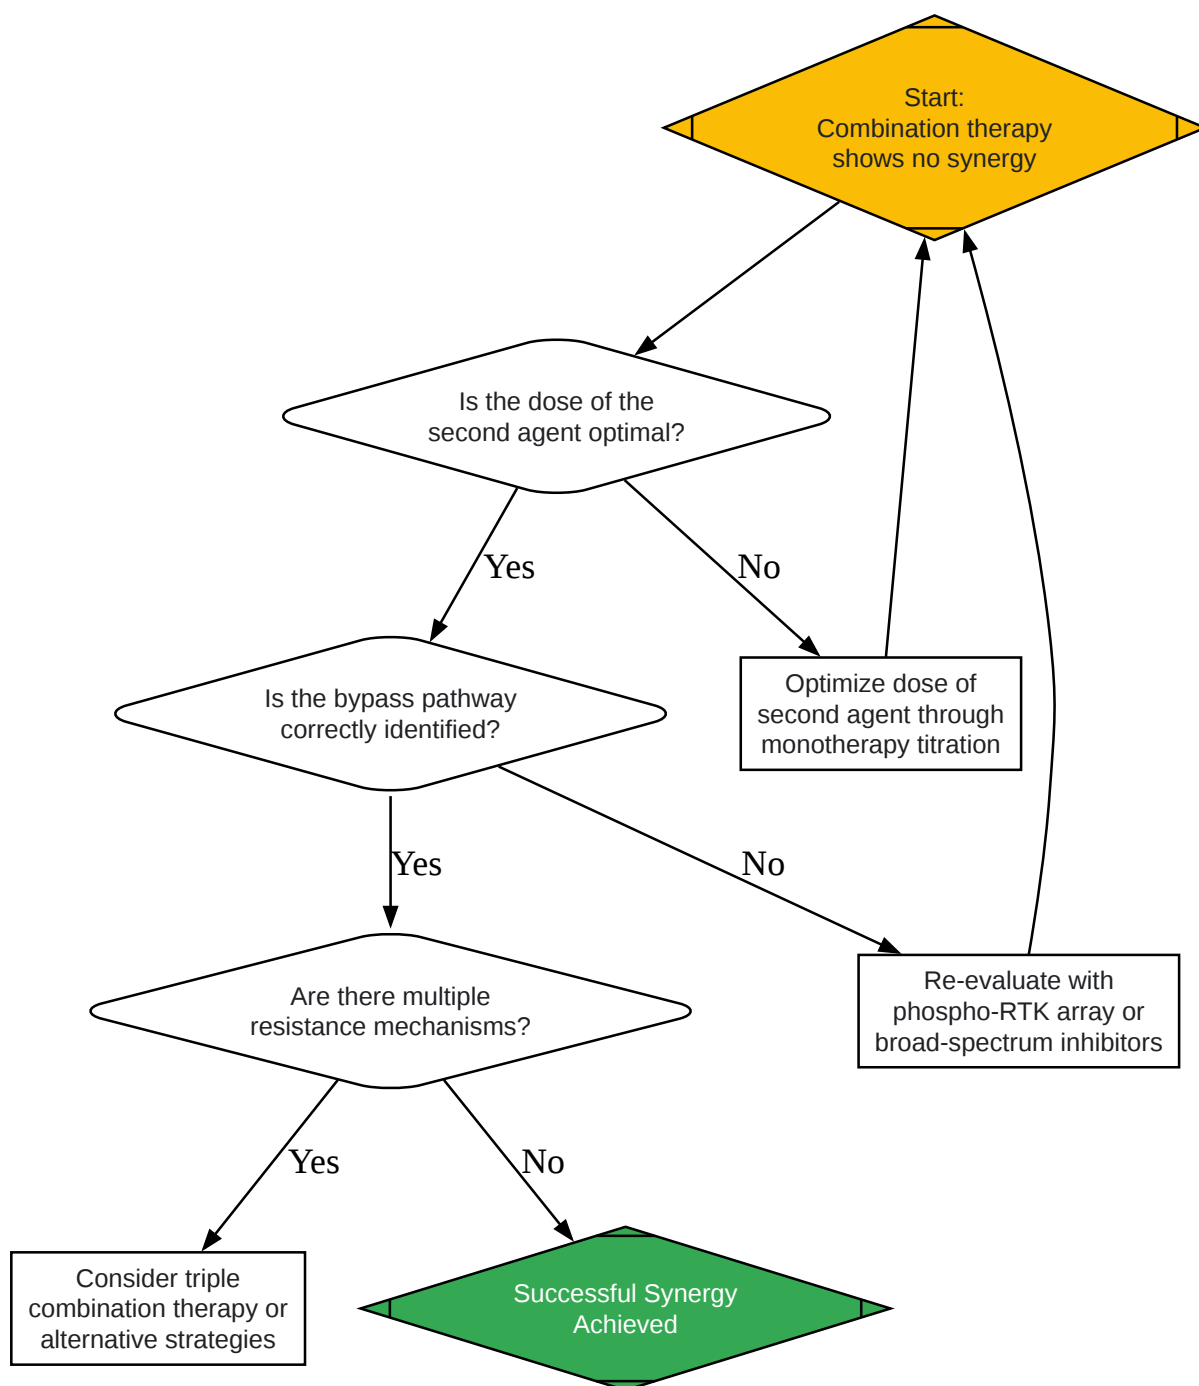 Start:
Combination therapy
shows no synergy
Is the dose of the
second agent optimal?
Yes
No
Optimize dose of
second agent through
monotherapy titration
Is the bypass pathway
correctly identified?
Yes
No
Re-evaluate with
phospho-RTK array or
broad-spectrum inhibitors
Are there multiple
resistance mechanisms?
Yes
No
Consider triple
combination therapy or
alternative strategies
Successful Synergy
Achieved